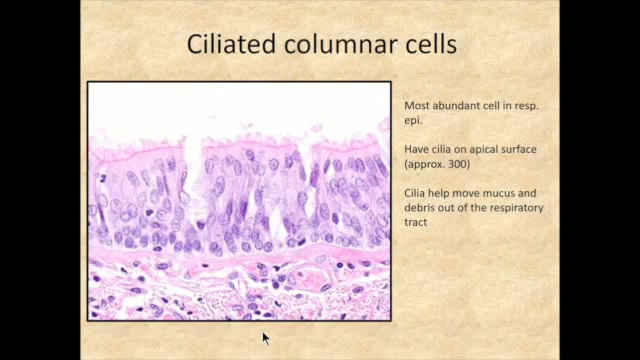 Ciliated columnar cells
Most abundant cell in resp.
epi.
Have cilia on apical surface
(approx. 300)
Cilia help move mucus and
debris out of the respiratory
tract